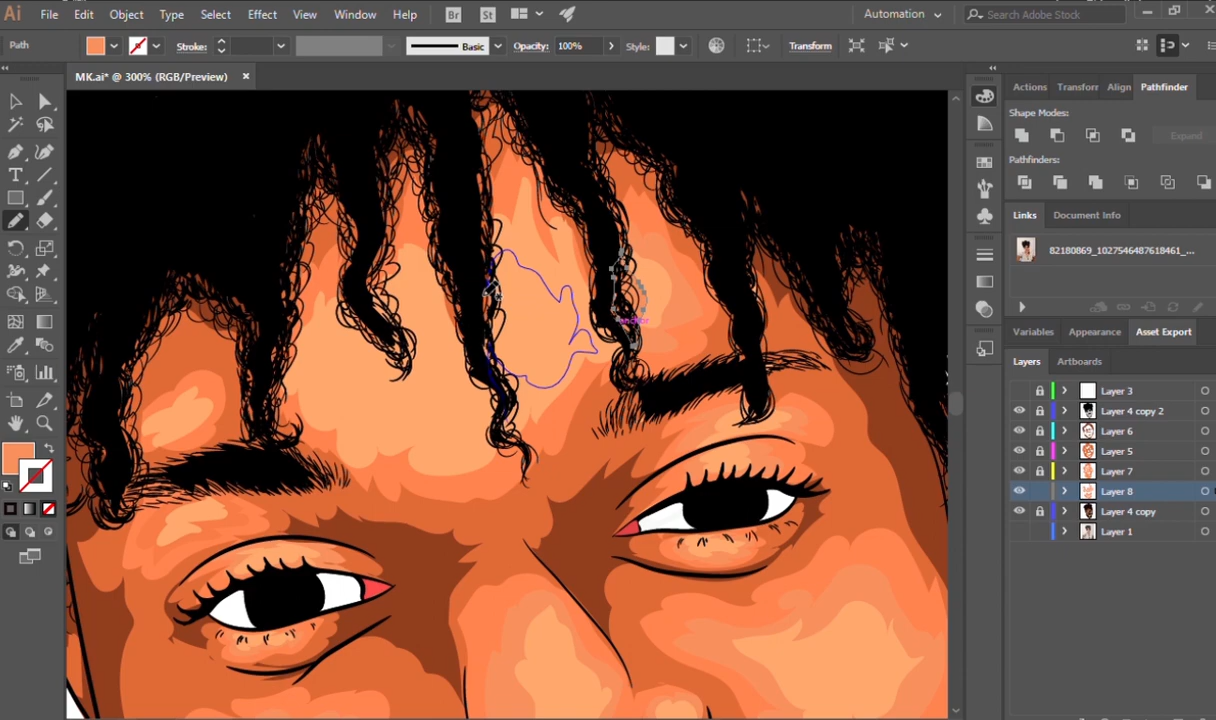 Ai File Edit Object Type Select Effect View Window Help Br St Automation Search Adobe Stock
Path Stroke: Basic Opacity: 100% Style: Transform
MK.ai* @ 300% (RGB/Preview)
Actions Transforr Align Pathfinder
Shape Modes:
Expand
Pathfinders:
Links Document Info
82180869_1027546487618461_...
Variables Appearance Asset Export
Layers Artboards
Layer 3
Layer 4 copy 2
Layer 6
Layer 5
Layer 7
Layer 8
Layer 4 copy
Layer 1